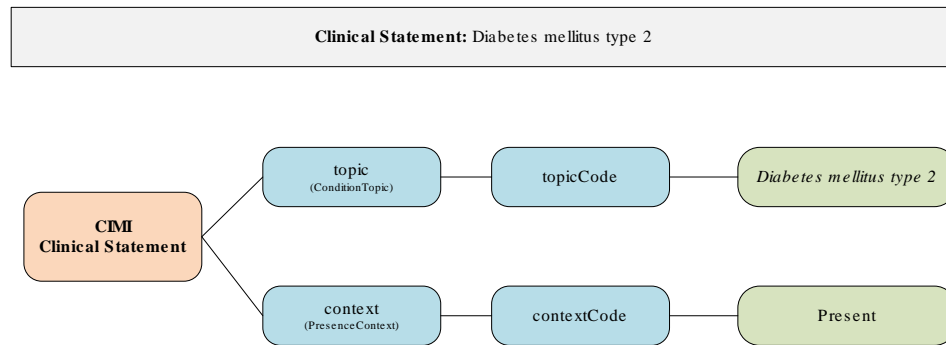 Clinical Statement: Diabetes mellitus type 2
topic
(ConditionTopic)
topicCode
Diabetes mellitus type 2
CIMI
Clinical Statement
context
(PresenceContext)
contextCode
Present